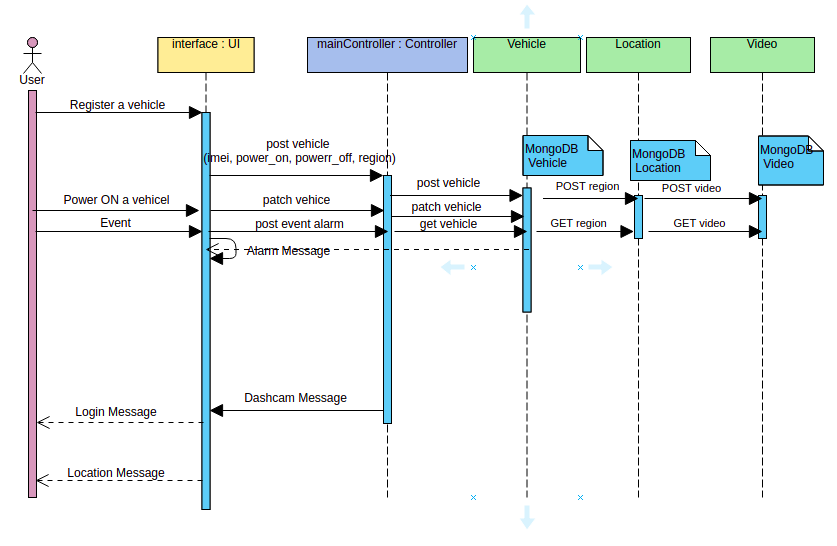 interface : UI
mainController : Controller
Vehicle
Location
Video
User
Register a vehicle
post vehicle
(imei, power_on, powerr_off, region)
MongoDB
Vehicle
MongoDB
Location
MongoDB
Video
post vehicle
POST region
POST video
Power ON a vehicel
patch vehice
patch vehicle
Event
post event alarm
get vehicle
GET region
GET video
Alarm Message
Dashcam Message
Login Message
Location Message